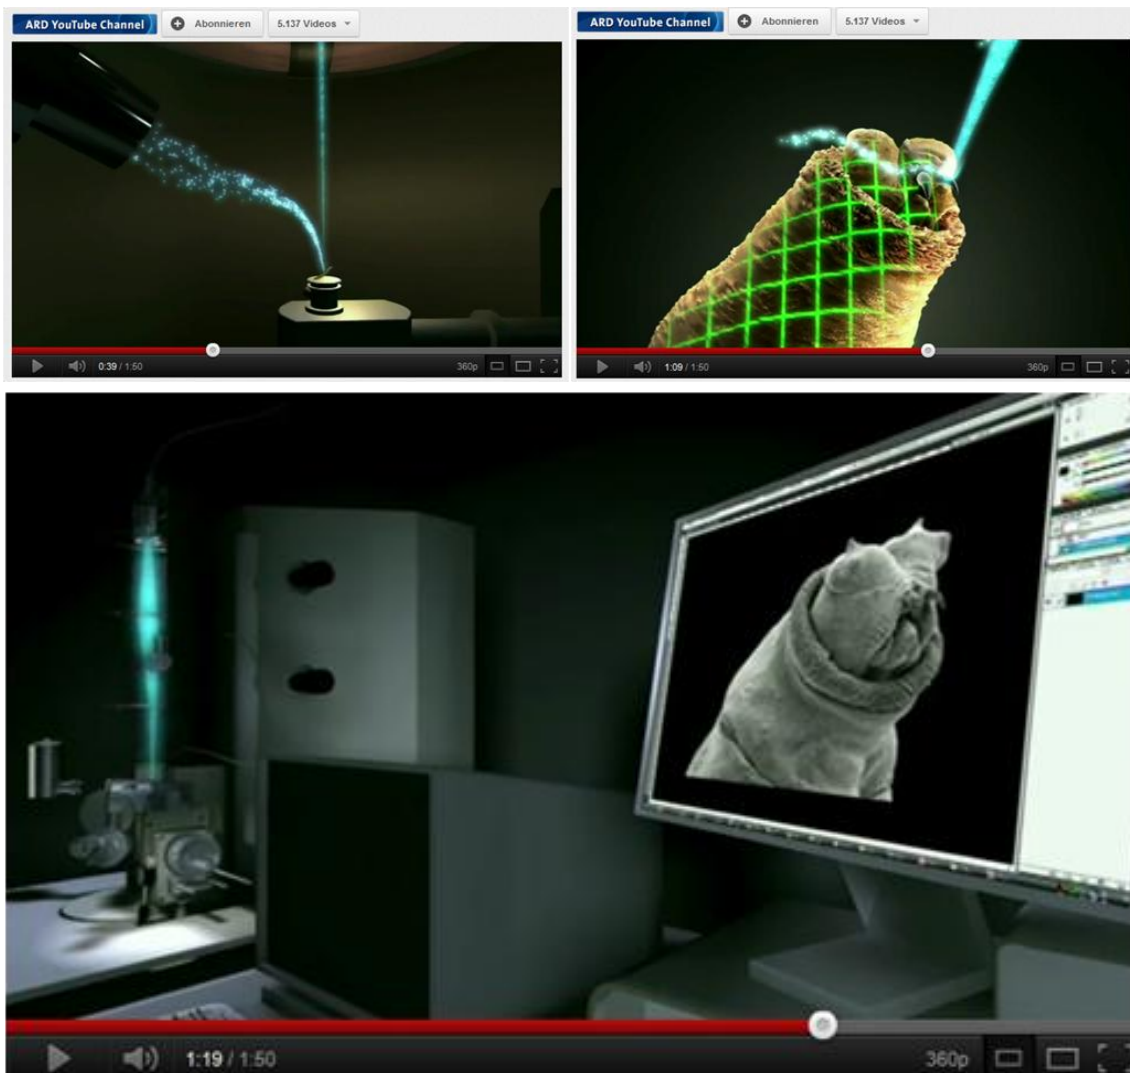 ARD YouTube Channel
Abonnieren
5.137 Videos
0:39 / 1:50
360p
ARD YouTube Channel
Abonnieren
5.137 Videos
1:09 / 1:50
360p
1:19 / 1:50
360p